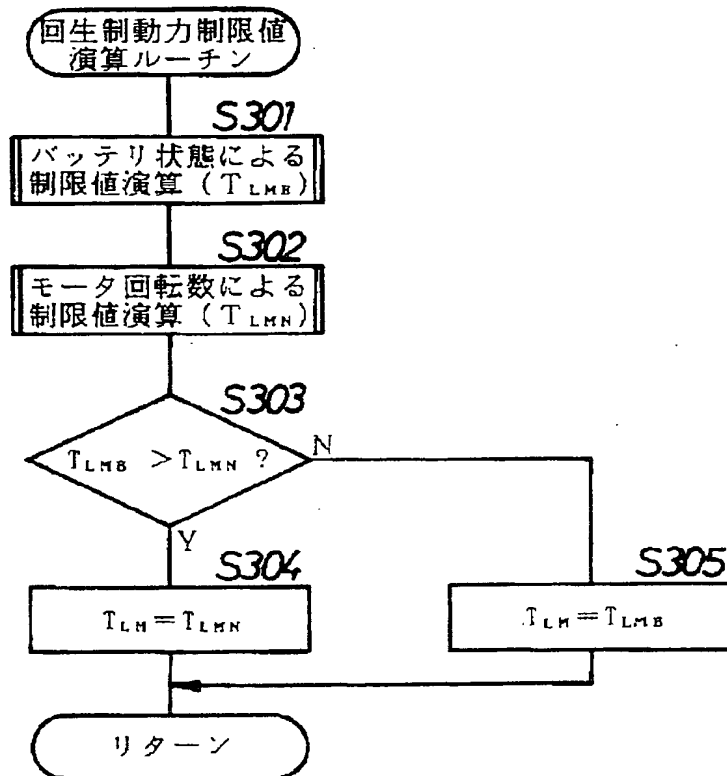 回生制動力制限値
演算ルーチン
S301
バッテリ状態による
制限値演算（TLMB）
S302
モータ回転数による
制限値演算（TLMN）
S303
TLMB＞TLMN？
N
Y
S304
TLM＝TLMN
S305
TLM＝TLMB
リターン